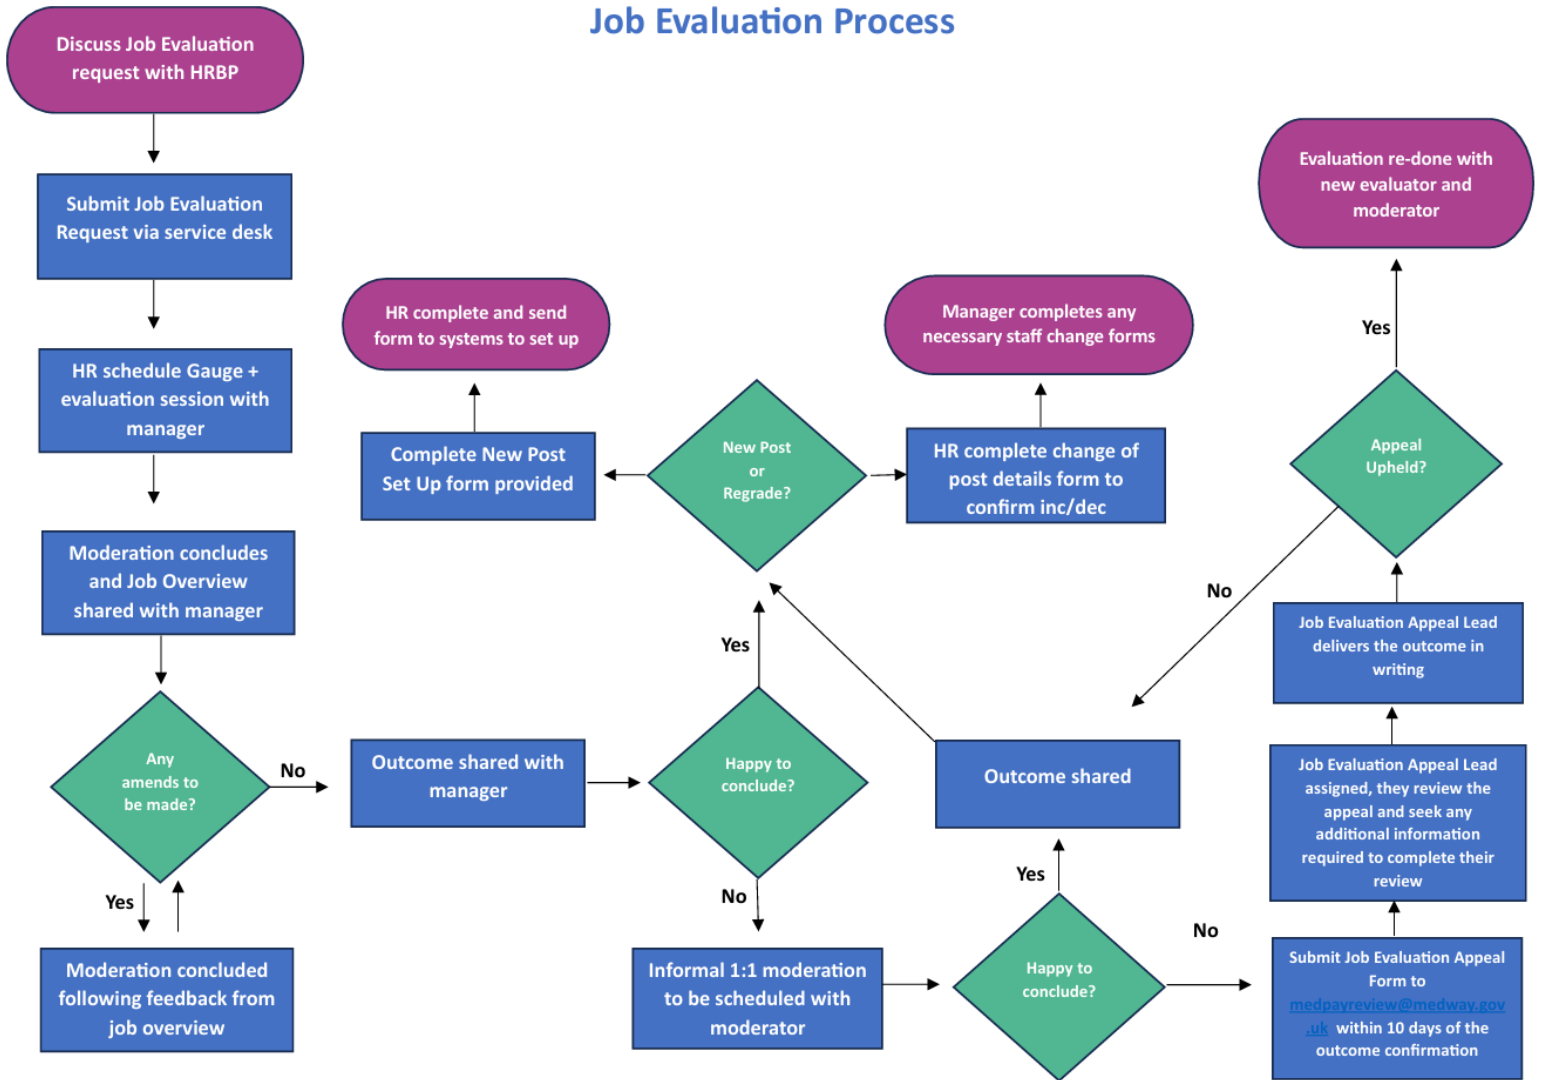 Job Evaluation Process
Discuss Job Evaluation
request with HRBP
Submit Job Evaluation
Request via service desk
HR schedule Gauge +
evaluation session with
manager
Moderation concludes
and Job Overview
shared with manager
Any
amends to
be made?
Yes
No
Moderation concluded
following feedback from
job overview
Outcome shared with
manager
Happy to
conclude?
Yes
No
New Post
or
Regrade?
Complete New Post
Set Up form provided
HR complete and send
form to systems to set up
HR complete change of
post details form to
confirm inc/dec
Manager completes any
necessary staff change forms
Informal 1:1 moderation
to be scheduled with
moderator
Happy to
conclude?
Yes
No
Outcome shared
Submit Job Evaluation Appeal
Form to
medpayreview@medway.gov
.uk within 10 days of the
outcome confirmation
Job Evaluation Appeal Lead
assigned, they review the
appeal and seek any
additional information
required to complete their
review
Job Evaluation Appeal Lead
delivers the outcome in
writing
Appeal
Upheld?
No
Yes
Evaluation re-done with
new evaluator and
moderator